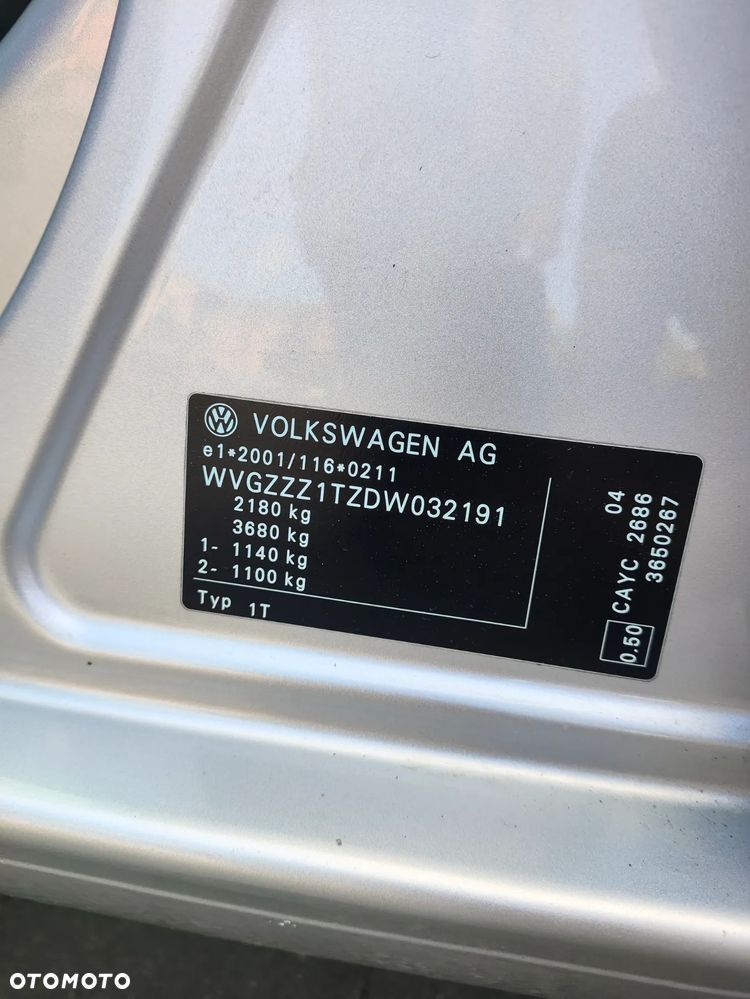 VOLKSWAGEN AG
e1*2001/116*0211
WVGZZZ1TZDW032191
2180 kg
3680 kg
1- 1140 kg
2- 1100 kg
Typ 1T
04
0.50 CAYC 2686
3650267
OTOMOTO